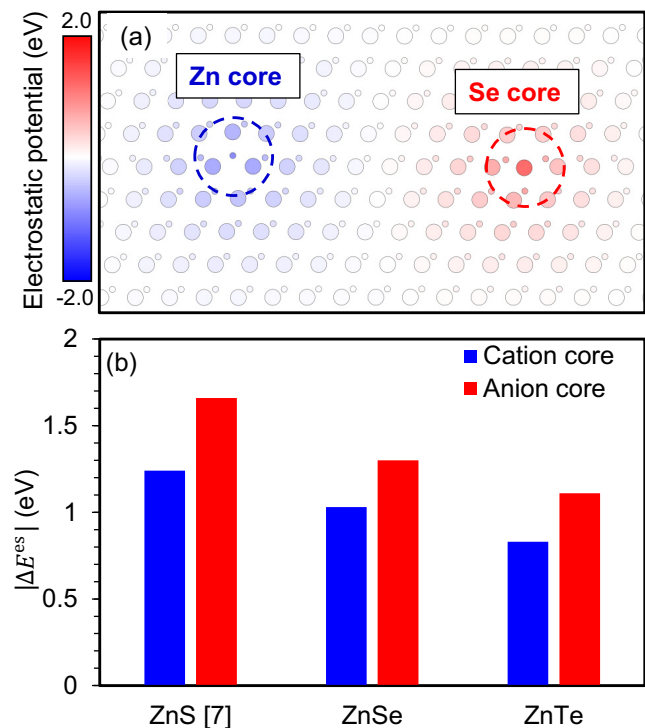 2.0
Electrostatic potential (eV)
-2.0
(a)
Zn core
Se core
(b)
Cation core
Anion core
2
1.5
1
0.5
0
|ΔE^es| (eV)
ZnS [7]
ZnSe
ZnTe